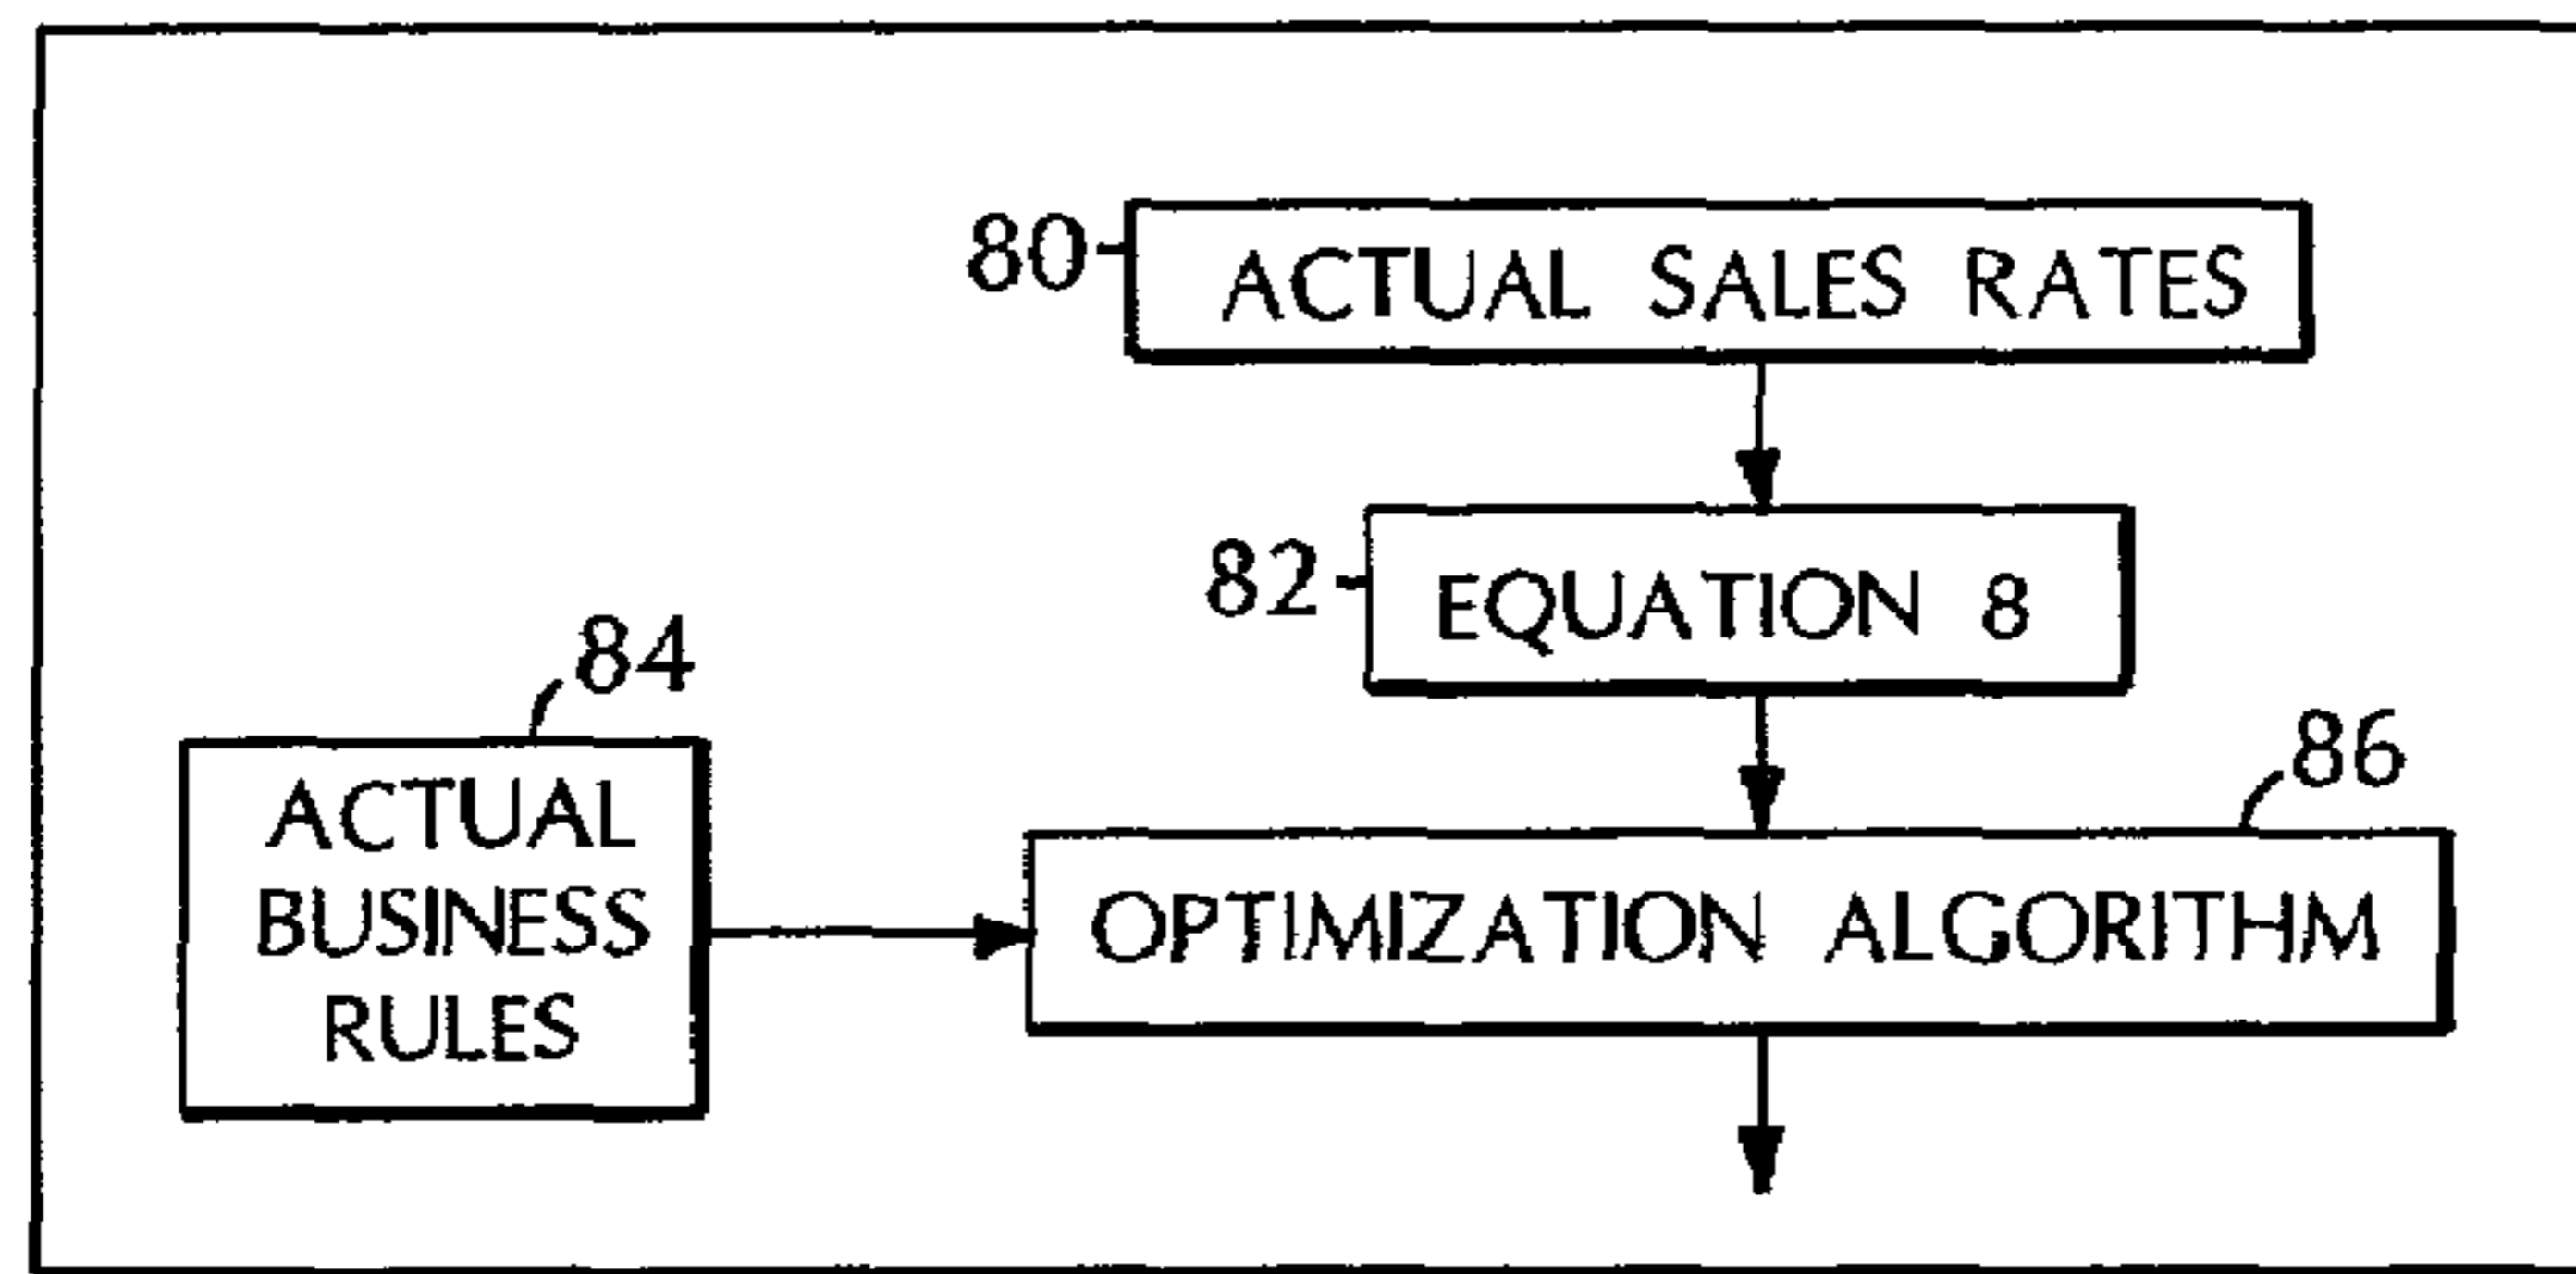 80
ACTUAL SALES RATES
82
EQUATION 8
84
ACTUAL
BUSINESS
RULES
86
OPTIMIZATION ALGORITHM